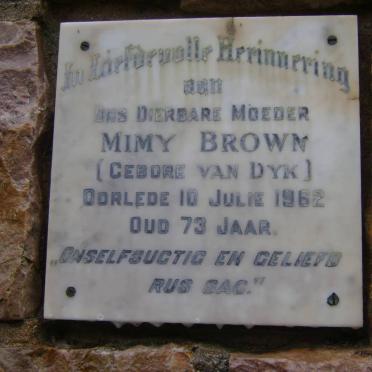 In Liefdevolle Herinnering
aan
Ons Dierbare Moeder
Mimy Brown
(Gebore van Dyk)
Oorlede 10 Julie 1962
Oud 73 Jaar.
„Onselfsugtig en geliefd
rus sag.”